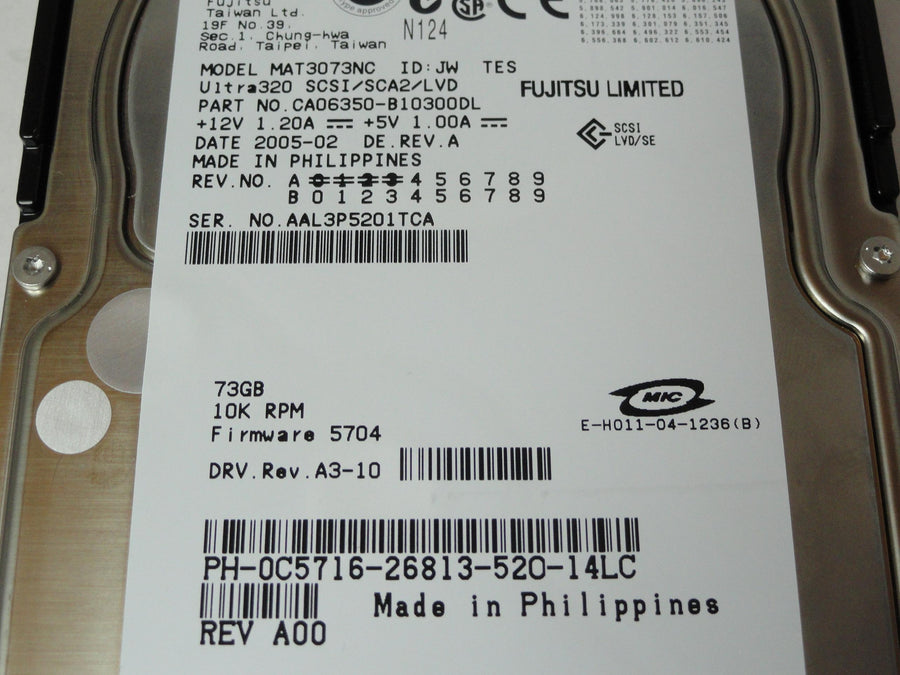 Fujitsu
Taiwan Ltd.
19F No.39,
Sec.1, Chung-hwa
Road, Taipei, Taiwan
Type approved
N124
SA
CE
MODEL MAT3073NC ID:JW TES
Ultra320 SCSI/SCA2/LVD
PART NO.CA06350-B10300DL
+12V 1.20A +5V 1.00A
DATE 2005-02 DE.REV.A
MADE IN PHILIPPINES
REV.NO. A 0 1 2 3 4 5 6 7 8 9
B 0 1 2 3 4 5 6 7 8 9
SER. NO.AAL3P5201TCA
FUJITSU LIMITED
SCSI
LVD/SE
73GB
10K RPM
Firmware 5704
DRV.Rev.A3-10
MIC
E-H011-04-1236(B)
PH-0C5716-26813-520-14LC
REV A00
Made in Philippines